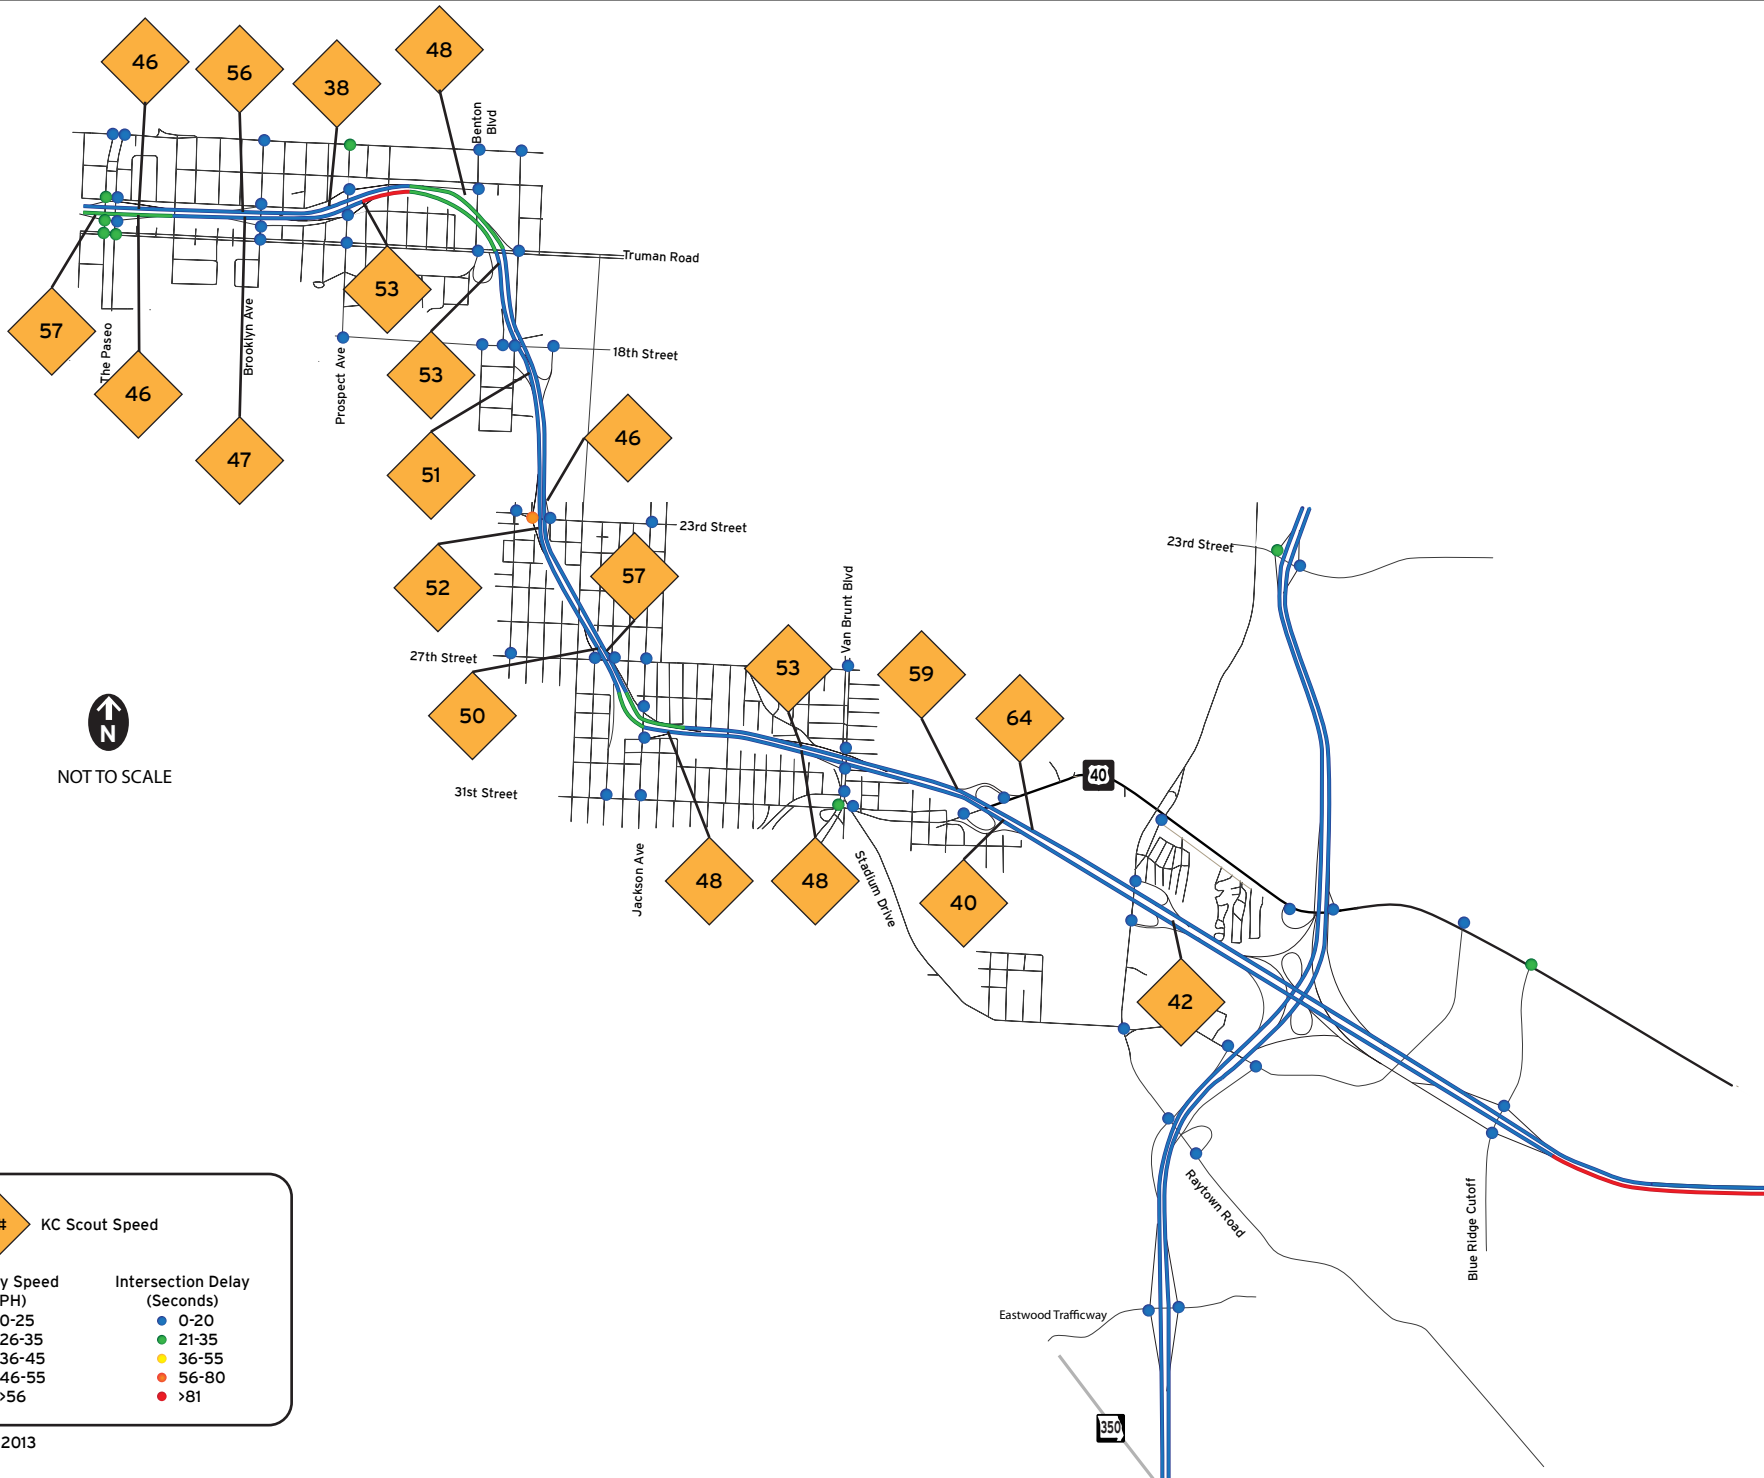 46
56
38
48
Benton
Blvd
Truman Road
53
57
The Paseo
Brooklyn Ave
Prospect Ave
18th Street
53
46
47
51
46
23rd Street
23rd Street
52
57
Van Brunt Blvd
27th Street
53
59
50
64
N
NOT TO SCALE
40
31st Street
Jackson Ave
48
48
Stadium Drive
40
42
Raytown Road
Blue Ridge Cutoff
Eastwood Trafficway
350
#
KC Scout Speed
y Speed
PH)
0-25
26-35
36-45
46-55
>56
Intersection Delay
(Seconds)
0-20
21-35
36-55
56-80
>81
2013